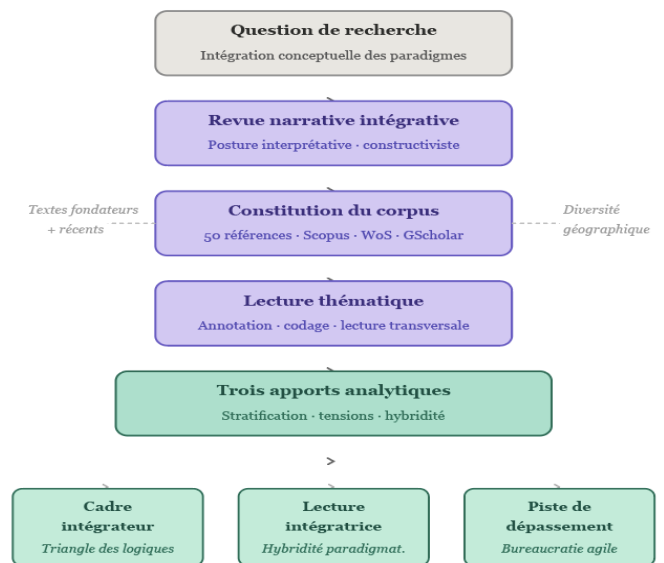 Question de recherche
Intégration conceptuelle des paradigmes
Revue narrative intégrative
Posture interprétative · constructiviste
Textes fondateurs
+ récents
Constitution du corpus
50 références · Scopus · WoS · GScholar
Diversité
géographique
Lecture thématique
Annotation · codage · lecture transversale
Trois apports analytiques
Stratification · tensions · hybridité
Cadre
intégrateur
Triangle des logiques
Lecture
intégratrice
Hybridité paradigmat.
Piste de
dépassement
Bureaucratie agile